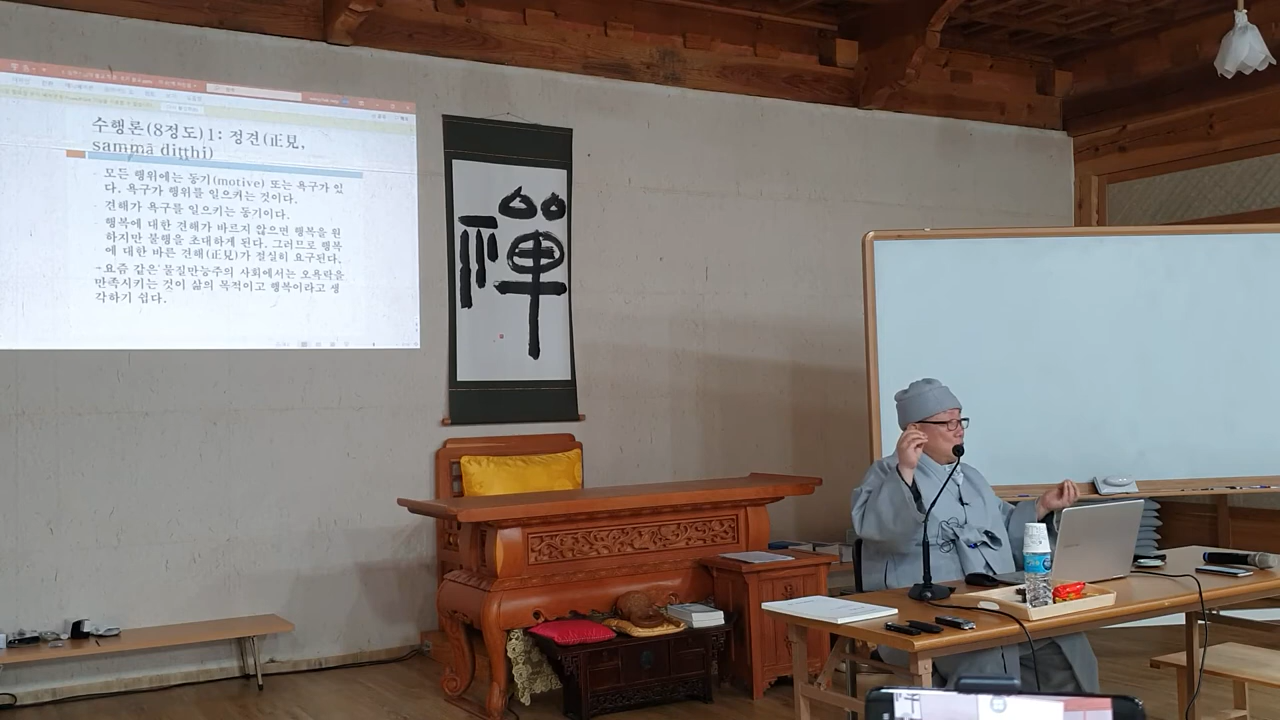 수행론(8정도)1: 정견(正見,
sammā diṭṭhi)
모든 행위에는 동기(motive) 또는 욕구가 있
다. 욕구가 행위를 일으키는 것이다.
견해가 욕구를 일으키는 동기이다.
행복에 대한 견해가 바르지 않으면 행복을 원
하지만 불행을 초대하게 된다. 그러므로 행복
에 대한 바른 견해(正見)가 절실히 요구된다.
→요즘 같은 물질만능주의 사회에서는 오욕락을
만족시키는 것이 삶의 목적이고 행복이라고 생
각하기 쉽다.
禪